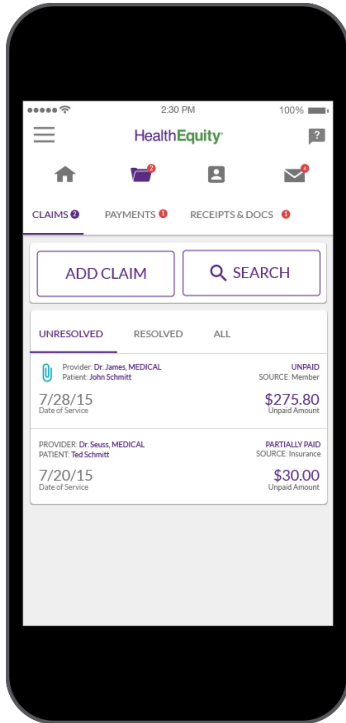 2:30 PM 100%
HealthEquity
?
2 4
CLAIMS 2 PAYMENTS 1 RECEIPTS & DOCS 1
ADD CLAIM SEARCH
UNRESOLVED RESOLVED ALL
Provider: Dr. James, MEDICAL UNPAID
Patient: John Schmitt SOURCE: Member
7/28/15 $275.80
Date of Service Unpaid Amount
PROVIDER: Dr. Seuss, MEDICAL PARTIALLY PAID
PATIENT: Ted Schmitt SOURCE: Insurance
7/20/15 $30.00
Date of Service Unpaid Amount